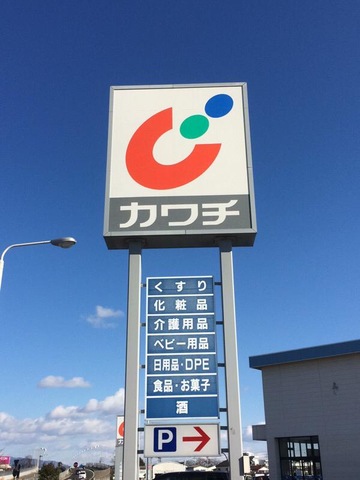 カワチ
くすり
化粧品
介護用品
ベビー用品
日用品・DPE
食品・お菓子
酒
P